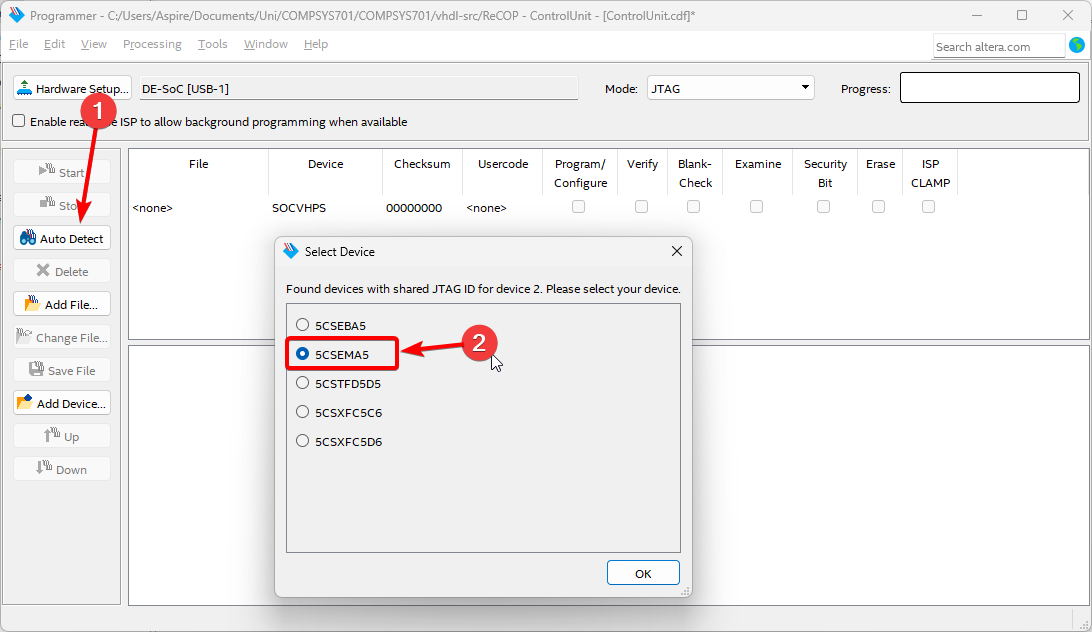 Programmer - C:/Users/Aspire/Documents/Uni/COMPSYS701/COMPSYS701/vhdl-src/ReCOP - ControlUnit - [ControlUnit.cdf]*
File Edit View Processing Tools Window Help
Search altera.com
Hardware Setup... DE-SoC [USB-1] Mode: JTAG Progress:
1
Enable ISP to allow background programming when available
File Device Checksum Usercode Program/ Verify Blank- Examine Security Erase ISP
Configure Check Bit CLAMP
<none> SOCVHPS 00000000 <none>
Start
Auto Detect
Delete
Add File...
Change File...
Save File
Add Device...
Up
Down
Select Device
Found devices with shared JTAG ID for device 2. Please select your device.
5CSEBA5
5CSEMA5
2
5CSTFD5D5
5CSXFC5C6
5CSXFC5D6
OK